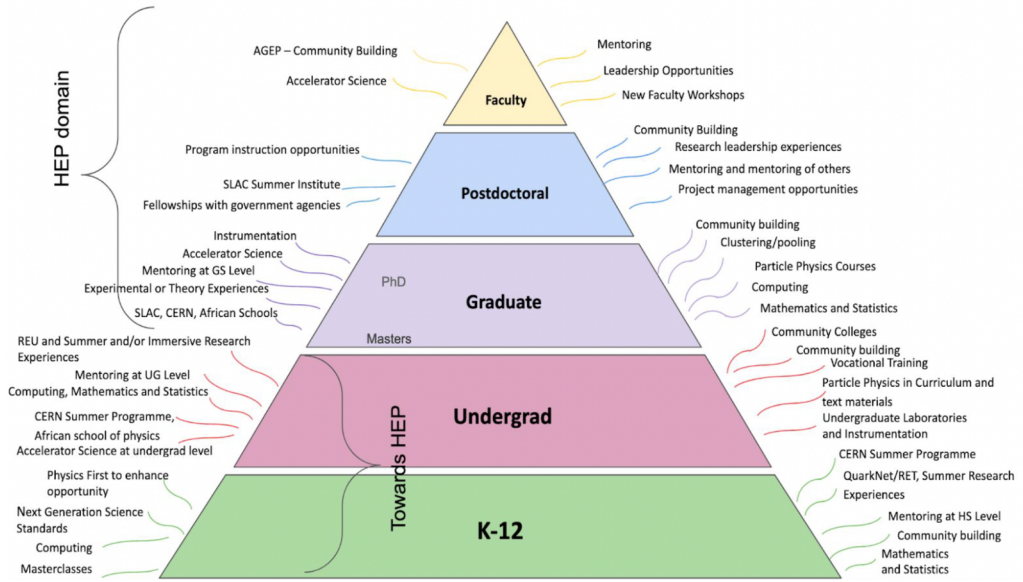 AGEP – Community Building
Accelerator Science
Mentoring
Leadership Opportunities
New Faculty Workshops
Faculty
HEP domain
Program instruction opportunities
SLAC Summer Institute
Fellowships with government agencies
Community Building
Research leadership experiences
Mentoring and mentoring of others
Project management opportunities
Postdoctoral
Instrumentation
Accelerator Science
Mentoring at GS Level
Experimental or Theory Experiences
SLAC, CERN, African Schools
Community building
Clustering/pooling
Particle Physics Courses
Computing
Mathematics and Statistics
PhD
Graduate
Masters
REU and Summer and/or Immersive Research
Experiences
Mentoring at UG Level
Computing, Mathematics and Statistics
CERN Summer Programme,
African school of physics
Accelerator Science at undergrad level
Community Colleges
Community building
Vocational Training
Particle Physics in Curriculum and
text materials
Undergraduate Laboratories
and Instrumentation
Undergrad
Towards HEP
Physics First to enhance
opportunity
Next Generation Science
Standards
Computing
Masterclasses
CERN Summer Programme
QuarkNet/RET, Summer Research
Experiences
Mentoring at HS Level
Community building
Mathematics
and Statistics
K-12